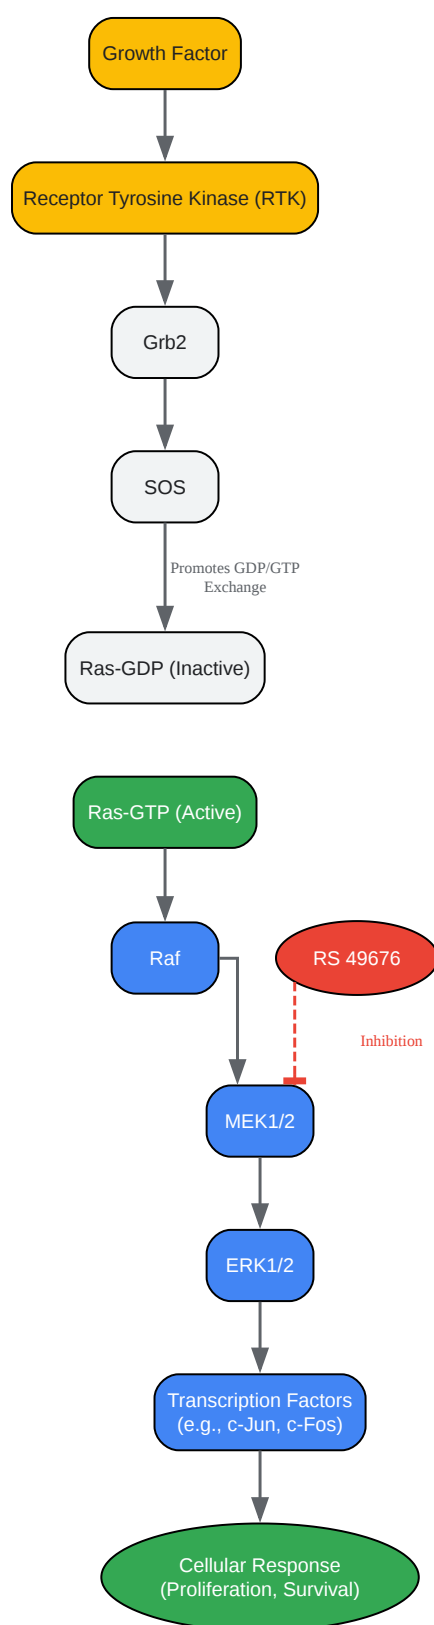 Growth Factor
Receptor Tyrosine Kinase (RTK)
Grb2
SOS
Promotes GDP/GTP
Exchange
Ras-GDP (Inactive)
Ras-GTP (Active)
Raf
RS 49676
Inhibition
MEK1/2
ERK1/2
Transcription Factors
(e.g., c-Jun, c-Fos)
Cellular Response
(Proliferation, Survival)